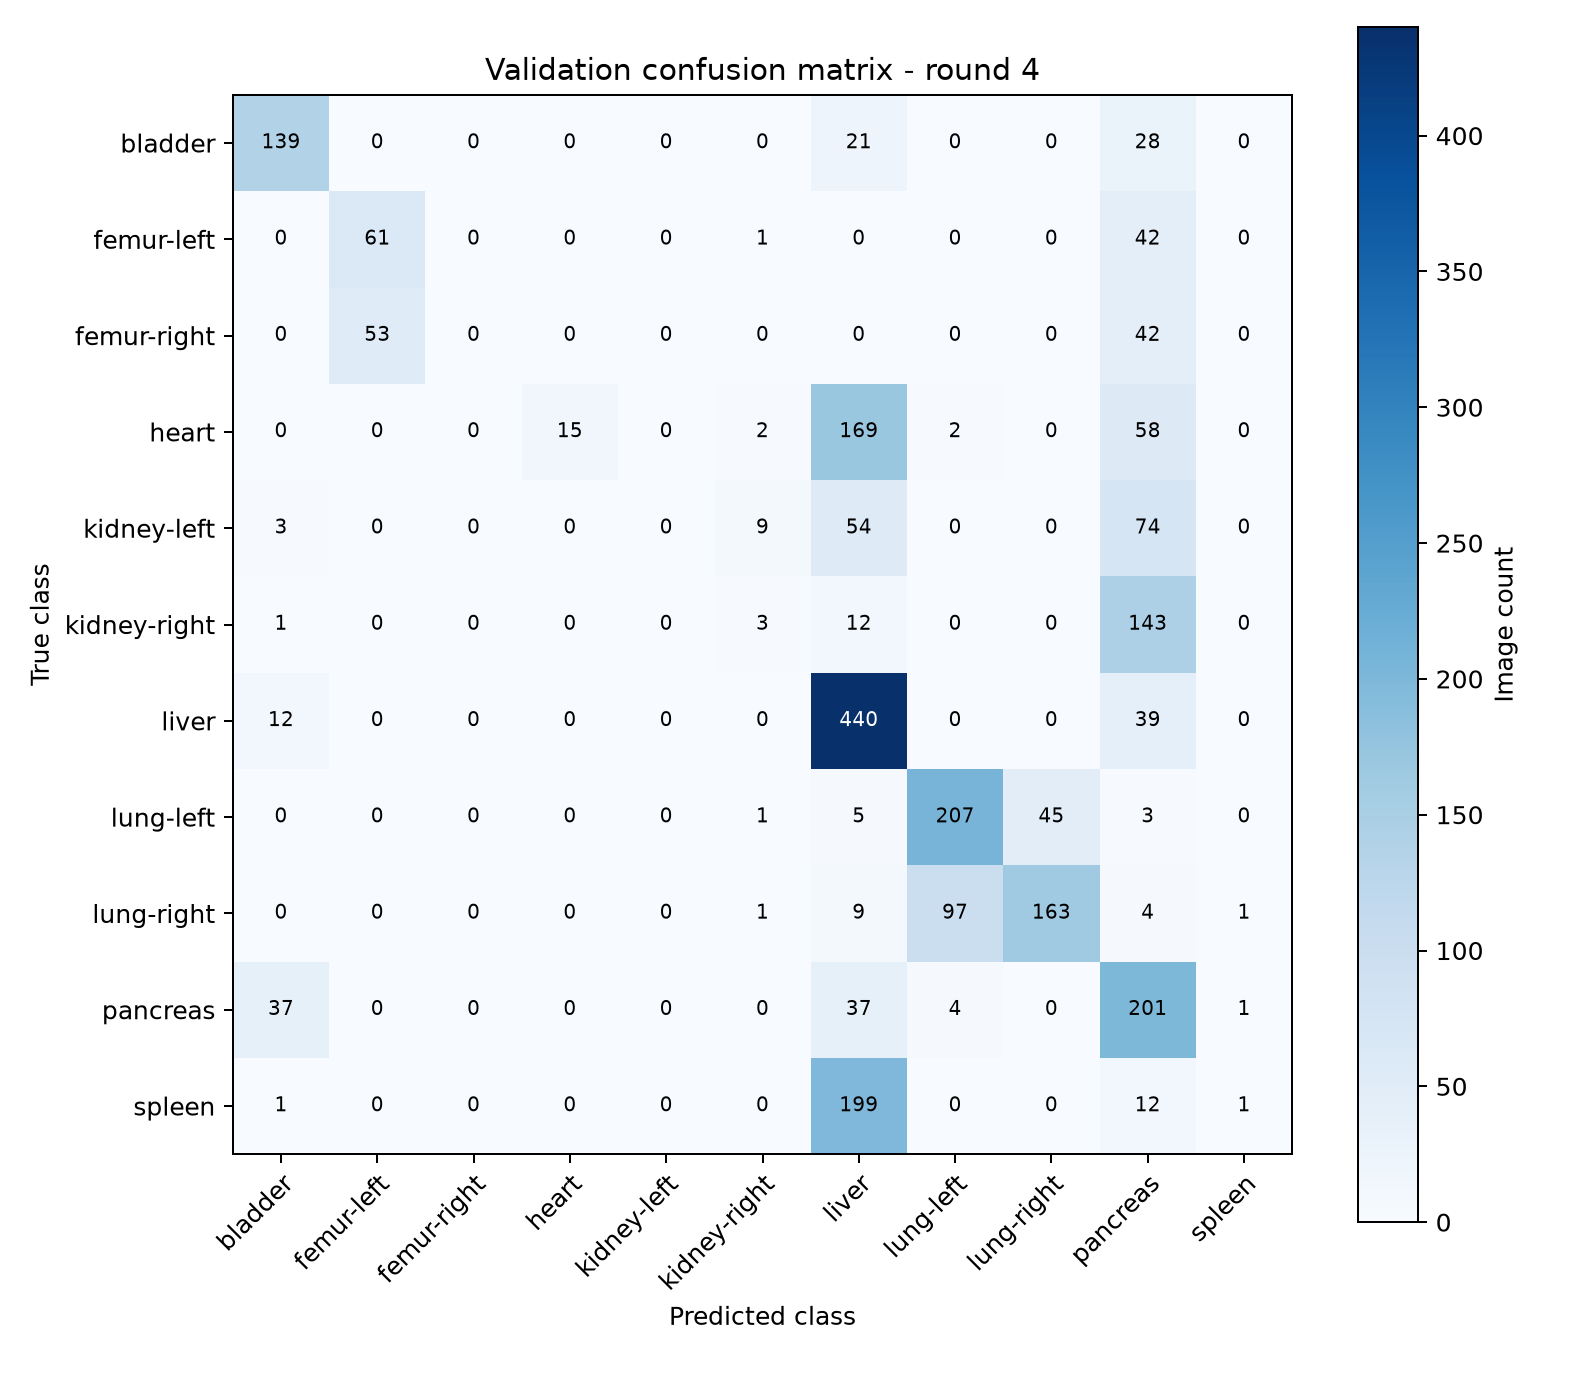 Validation confusion matrix - round 4
bladder 139 0 0 0 0 0 21 0 0 28 0
femur-left 0 61 0 0 0 1 0 0 0 42 0
femur-right 0 53 0 0 0 0 0 0 0 42 0
heart 0 0 0 15 0 2 169 2 0 58 0
kidney-left 3 0 0 0 0 9 54 0 0 74 0
kidney-right 1 0 0 0 0 3 12 0 0 143 0
liver 12 0 0 0 0 0 440 0 0 39 0
lung-left 0 0 0 0 0 1 5 207 45 3 0
lung-right 0 0 0 0 0 1 9 97 163 4 1
pancreas 37 0 0 0 0 0 37 4 0 201 1
spleen 1 0 0 0 0 0 199 0 0 12 1
bladder femur-left femur-right heart kidney-left kidney-right liver lung-left lung-right pancreas spleen
Predicted class
True class
400
350
300
250
200
150
100
50
0
Image count